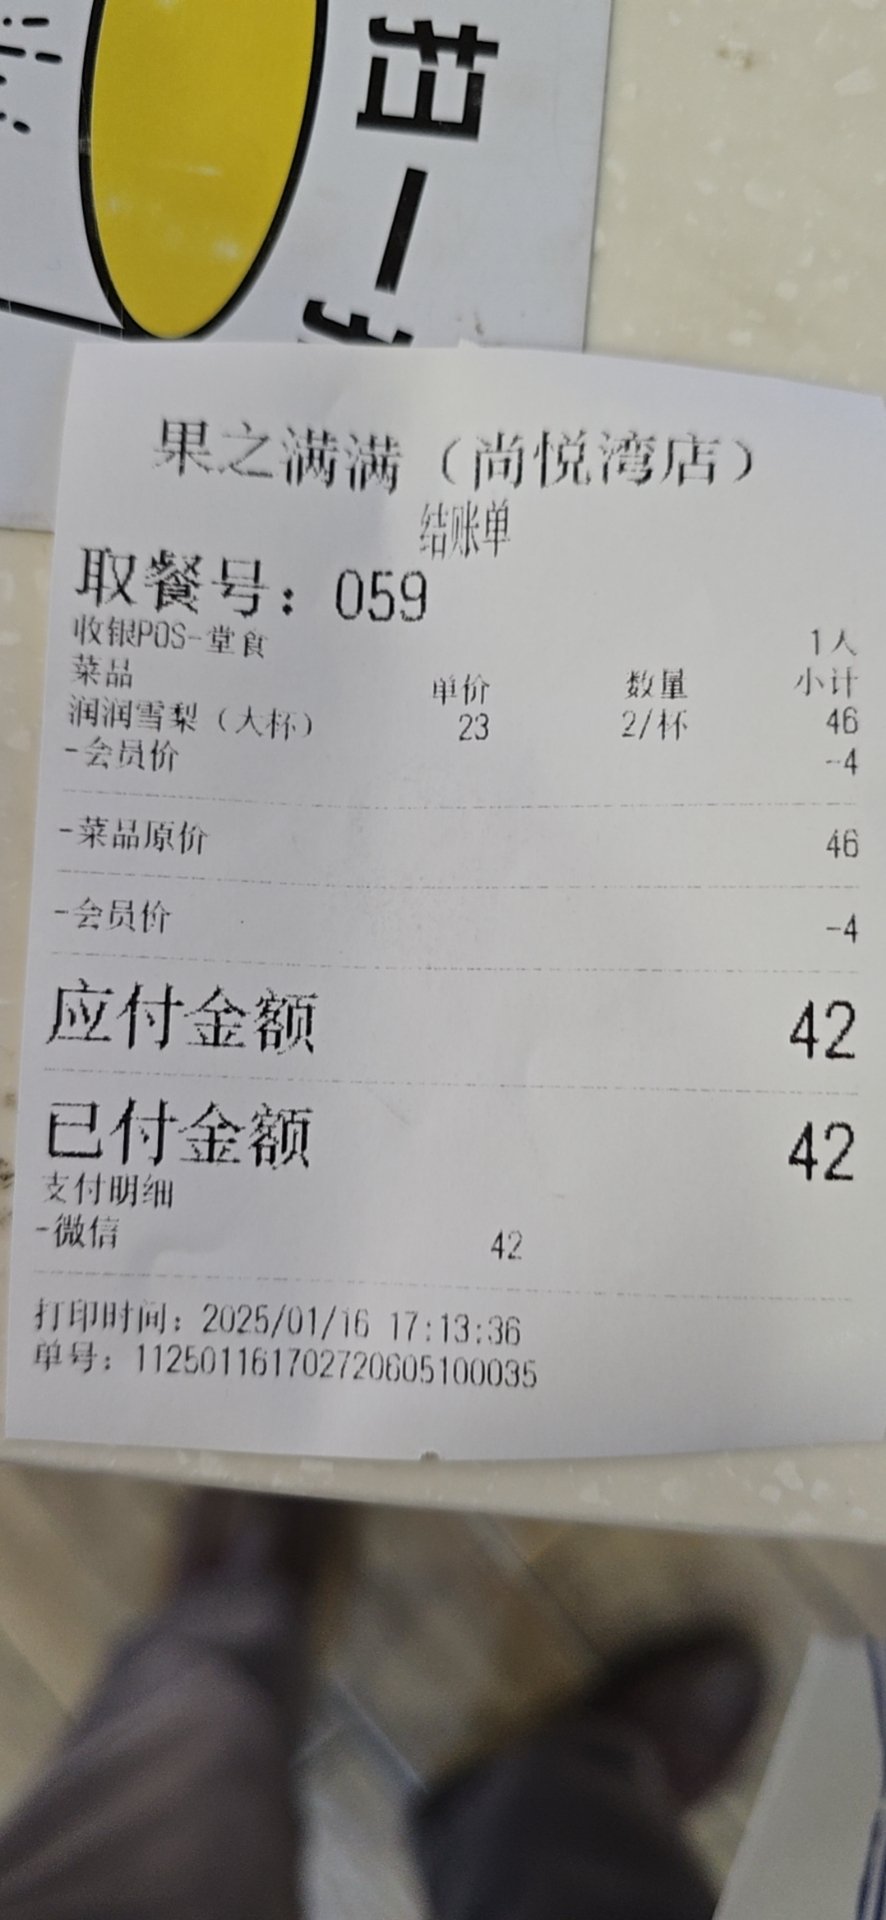 扫一
果之满满（尚悦湾店）
结账单
取餐号：059
收银POS-堂食 1人
菜品 单价 数量 小计
润润雪梨（大杯） 23 2/杯 46
-会员价 -4
-菜品原价 46
-会员价 -4
应付金额 42
已付金额 42
支付明细
-微信 42
打印时间：2025/01/16 17:13:36
单号：112501161702720605100035